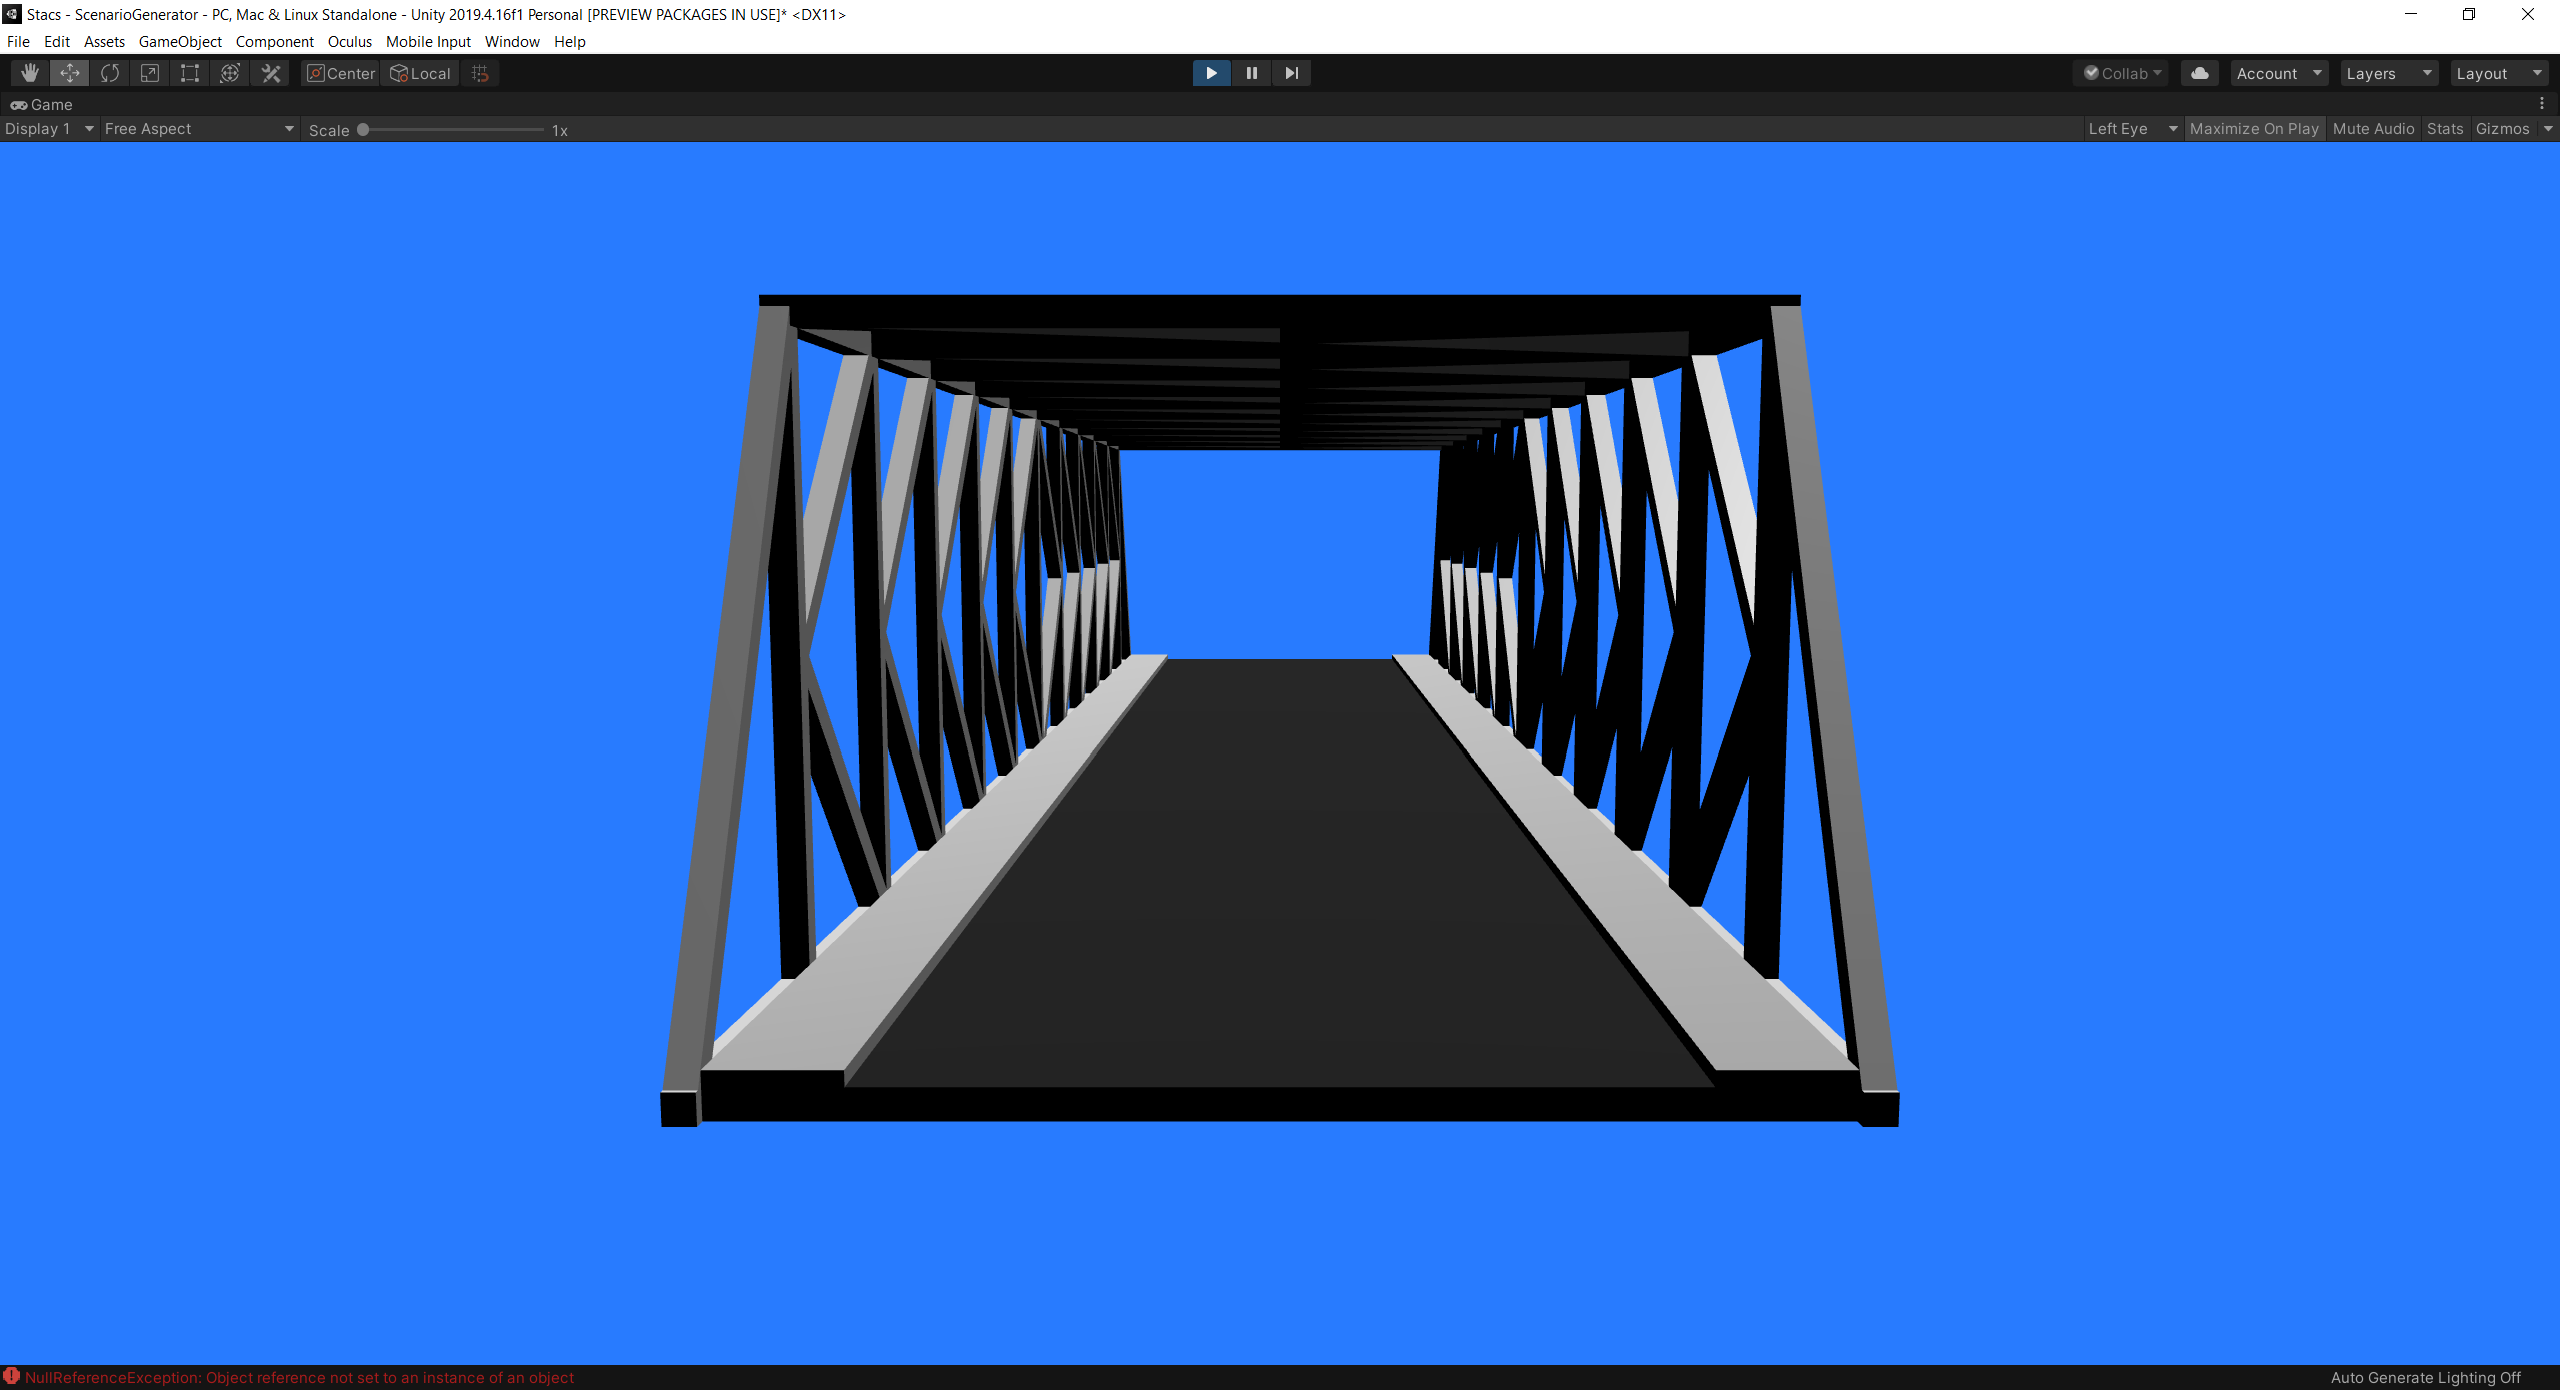 Stacs - ScenarioGenerator - PC, Mac & Linux Standalone - Unity 2019.4.16f1 Personal [PREVIEW PACKAGES IN USE]* <DX11>
File Edit Assets GameObject Component Oculus Mobile Input Window Help
Center Local Collab Account Layers Layout
Game
Display 1 Free Aspect Scale 1x Left Eye Maximize On Play Mute Audio Stats Gizmos
NullReferenceException: Object reference not set to an instance of an object Auto Generate Lighting Off